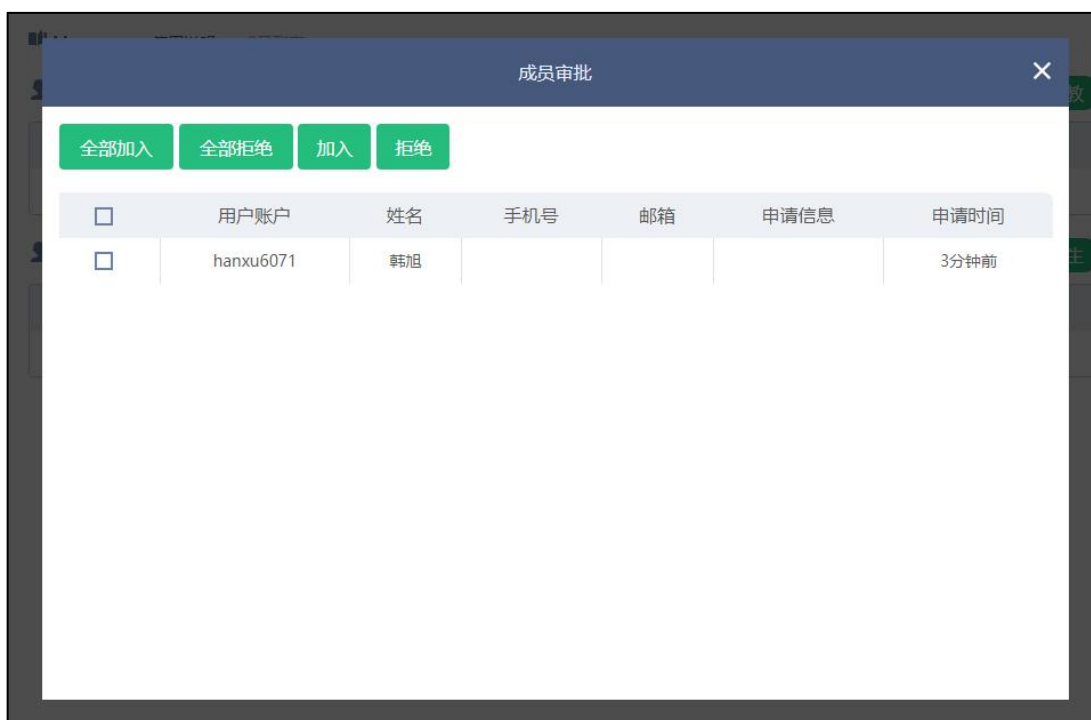 成员审批
教
全部加入 全部拒绝 加入 拒绝
用户账户 姓名 手机号 邮箱 申请信息 申请时间
hanxu6071 韩旭 3分钟前
生